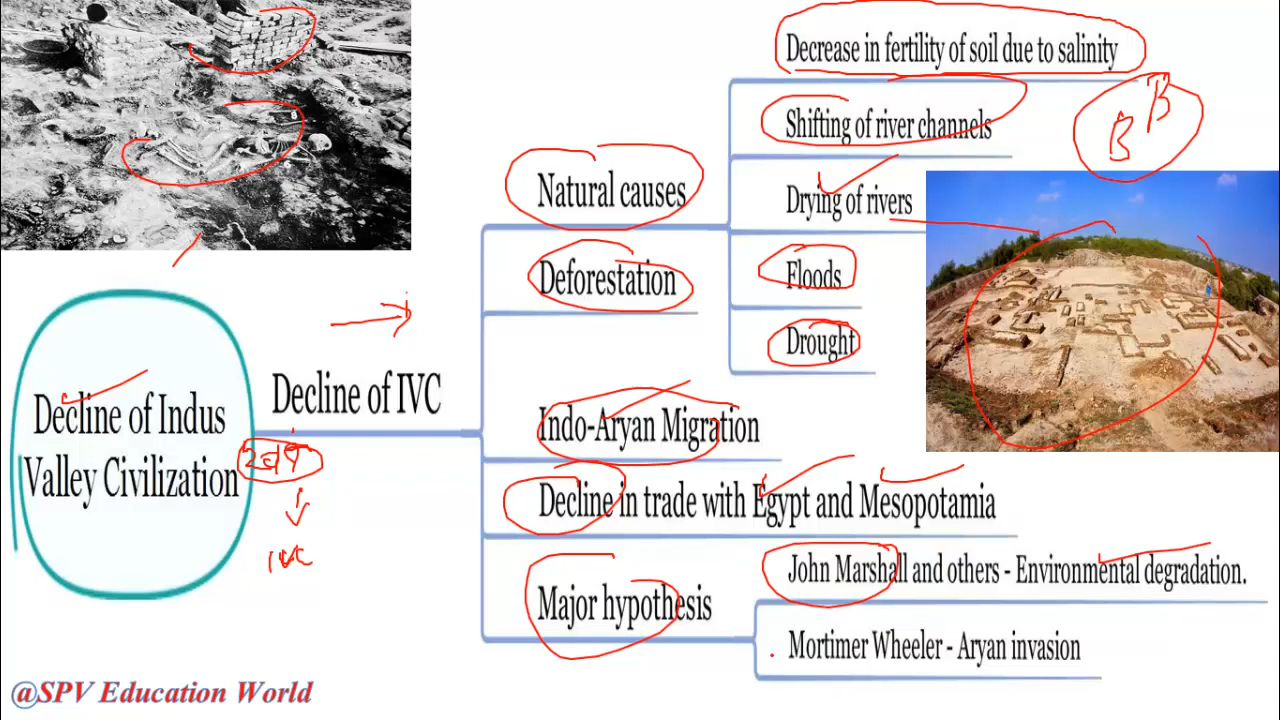 Decrease in fertility of soil due to salinity
Shifting of river channels
B B
Natural causes
Drying of rivers
Deforestation
Floods
Drought
Decline of IVC
Decline of Indus
Valley Civilization
2019
IVC
Indo-Aryan Migration
Decline in trade with Egypt and Mesopotamia
Major hypothesis
John Marshall and others - Environmental degradation.
Mortimer Wheeler - Aryan invasion
@SPV Education World